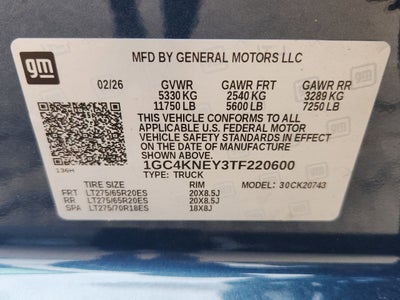 gm
MFD BY GENERAL MOTORS LLC
02/26 GVWR GAWR FRT GAWR RR
5330 KG 2540 KG 3289 KG
11750 LB 5600 LB 7250 LB
THIS VEHICLE CONFORMS TO ALL APPLICABLE
U.S. FEDERAL MOTOR
VEHICLE SAFETY STANDARDS IN EFFECT
ON THE DATE OF MANUFACTURE
SHOWN ABOVE.
1GC4KNEY3TF220600
136H TYPE: TRUCK
TIRE SIZE RIM MODEL: 30CK20743
FRT LT275/65R20ES 20X8.5J
RR LT275/65R20ES 20X8.5J
SPA LT275/70R18ES 18X8J